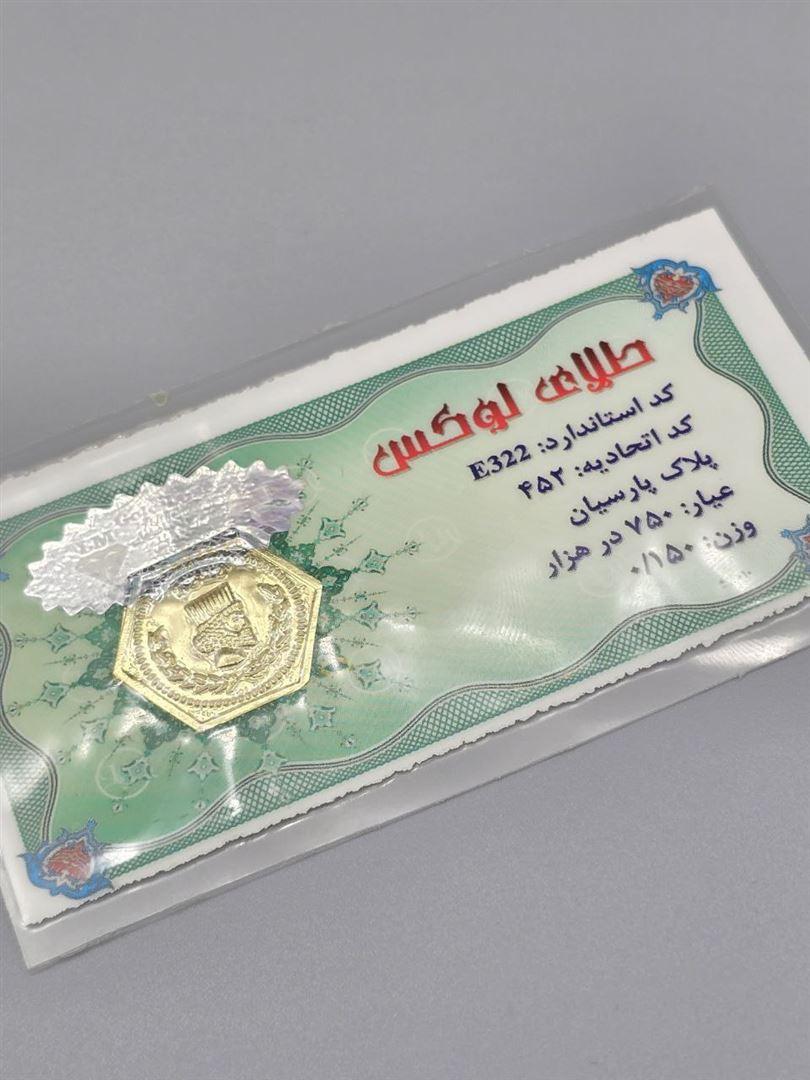 طلای لوکس
کد استاندارد: E322
کد اتحادیه: ۴۵۲
پلاک پارسیان
عیار: ۷۵۰ در هزار
وزن: ۰/۱۵۰